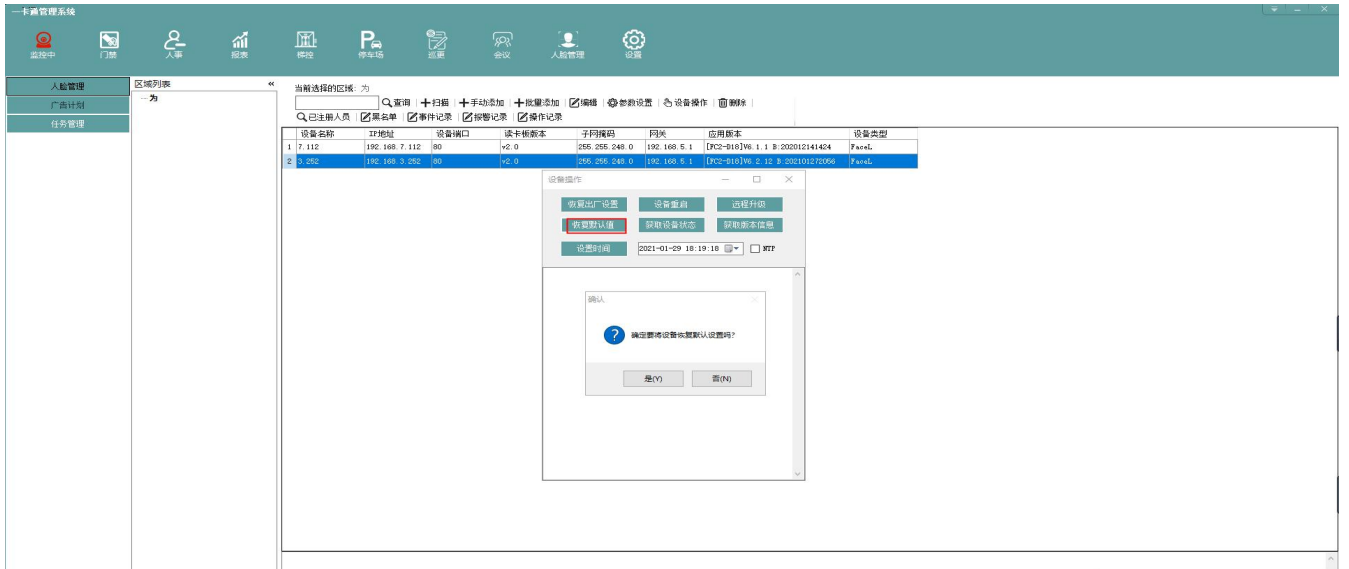 一卡通管理系统
监控中 门禁 人事 报表 梯控 停车场 巡更 会议 人脸管理 设置
人脸管理
广告计划
任务管理
区域列表 «
为
当前选择的区域: 为
查询 扫描 手动添加 批量添加 编辑 参数设置 设备操作 删除
已注册人员 黑名单 事件记录 报警记录 操作记录
设备名称 IP地址 设备端口 读卡板版本 子网掩码 网关 应用版本 设备类型
1 7.112 192.168.7.112 80 v2.0 255.255.248.0 192.168.5.1 [FC2-D18]V6.1.1 B:202012141424 FaceL
2 3.252 192.168.3.252 80 v2.0 255.255.248.0 192.168.5.1 [FC2-D18]V6.2.12 B:202101272056 FaceL
设备操作
恢复出厂设置 设备重启 远程升级
恢复默认值 获取设备状态 获取版本信息
设置时间 2021-01-29 18:19:18 NTP
确认
确定要将设备恢复默认设置吗?
是(Y) 否(N)